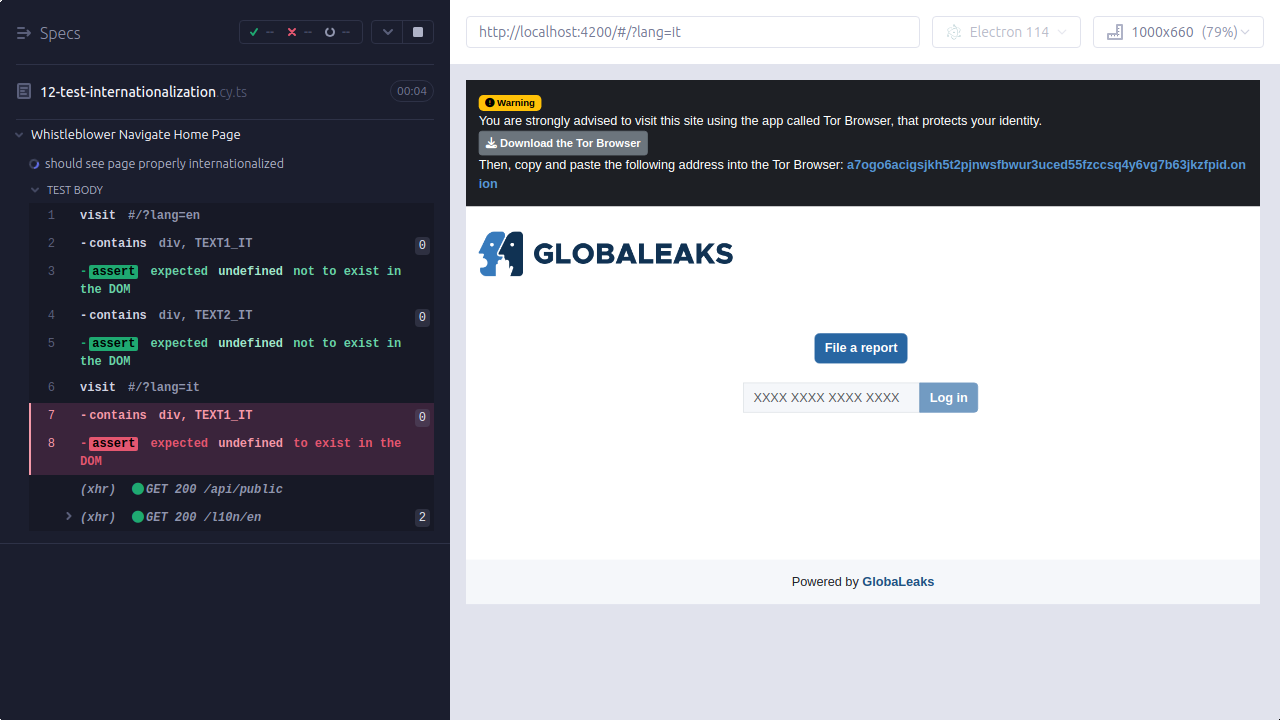 Specs
--
--
--
12-test-internationalization.cy.ts
00:04
Whistleblower Navigate Home Page
should see page properly internationalized
TEST BODY
1 visit #/?lang=en
2 -contains div, TEXT1_IT 0
3 -assert expected undefined not to exist in
the DOM
4 -contains div, TEXT2_IT 0
5 -assert expected undefined not to exist in
the DOM
6 visit #/?lang=it
7 -contains div, TEXT1_IT 0
8 -assert expected undefined to exist in the
DOM
(xhr) GET 200 /api/public
(xhr) GET 200 /l10n/en 2
http://localhost:4200/#/?lang=it
Electron 114
1000x660 (79%)
Warning
You are strongly advised to visit this site using the app called Tor Browser, that protects your identity.
Download the Tor Browser
Then, copy and paste the following address into the Tor Browser: a7ogo6acigsjkh5t2pjnwsfbwur3uced55fzccsq4y6vg7b63jkzfpid.on
ion
GLOBALEAKS
File a report
XXXX XXXX XXXX XXXX
Log in
Powered by GlobaLeaks